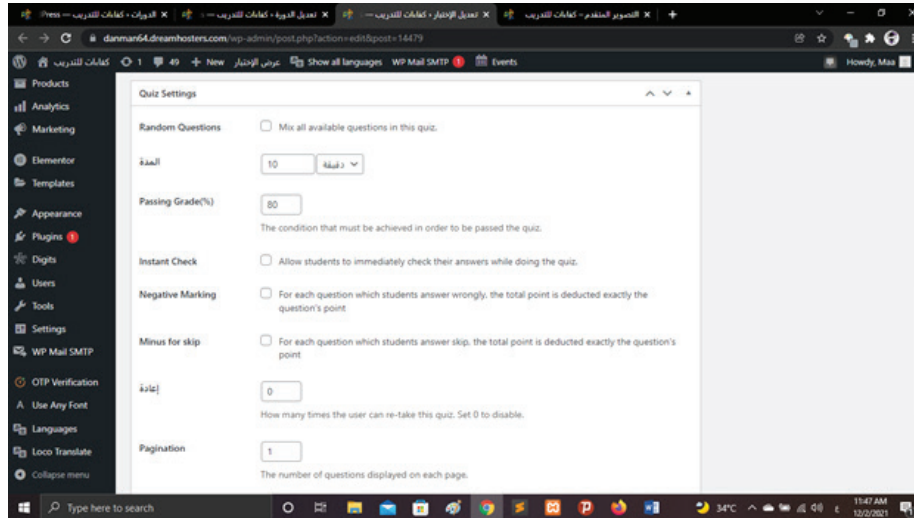 الدورات ‹ كفايات للتدريب — Press
تعديل الدورة ‹ كفايات للتدريب —
تعديل الإختبار ‹ كفايات للتدريب —
التصوير المتقدم – كفايات للتدريب
danman64.dreamhosters.com/wp-admin/post.php?action=edit&post=14479
كفايات للتدريب 1 49 + New عرض الإختبار Show all languages WP Mail SMTP 1 Events Howdy, Maa
Products
Analytics
Marketing
Elementor
Templates
Appearance
Plugins 1
Digits
Users
Tools
Settings
WP Mail SMTP
OTP Verification
Use Any Font
Languages
Loco Translate
Collapse menu
Quiz Settings
Random Questions Mix all available questions in this quiz.
المدة 10 دقيقة
Passing Grade(%) 80
The condition that must be achieved in order to be passed the quiz.
Instant Check Allow students to immediately check their answers while doing the quiz.
Negative Marking For each question which students answer wrongly, the total point is deducted exactly the
question's point
Minus for skip For each question which students answer skip, the total point is deducted exactly the question's
point
إعادة 0
How many times the user can re-take this quiz. Set 0 to disable.
Pagination 1
The number of questions displayed on each page.
Type here to search
34°C
11:47 AM
12/2/2021